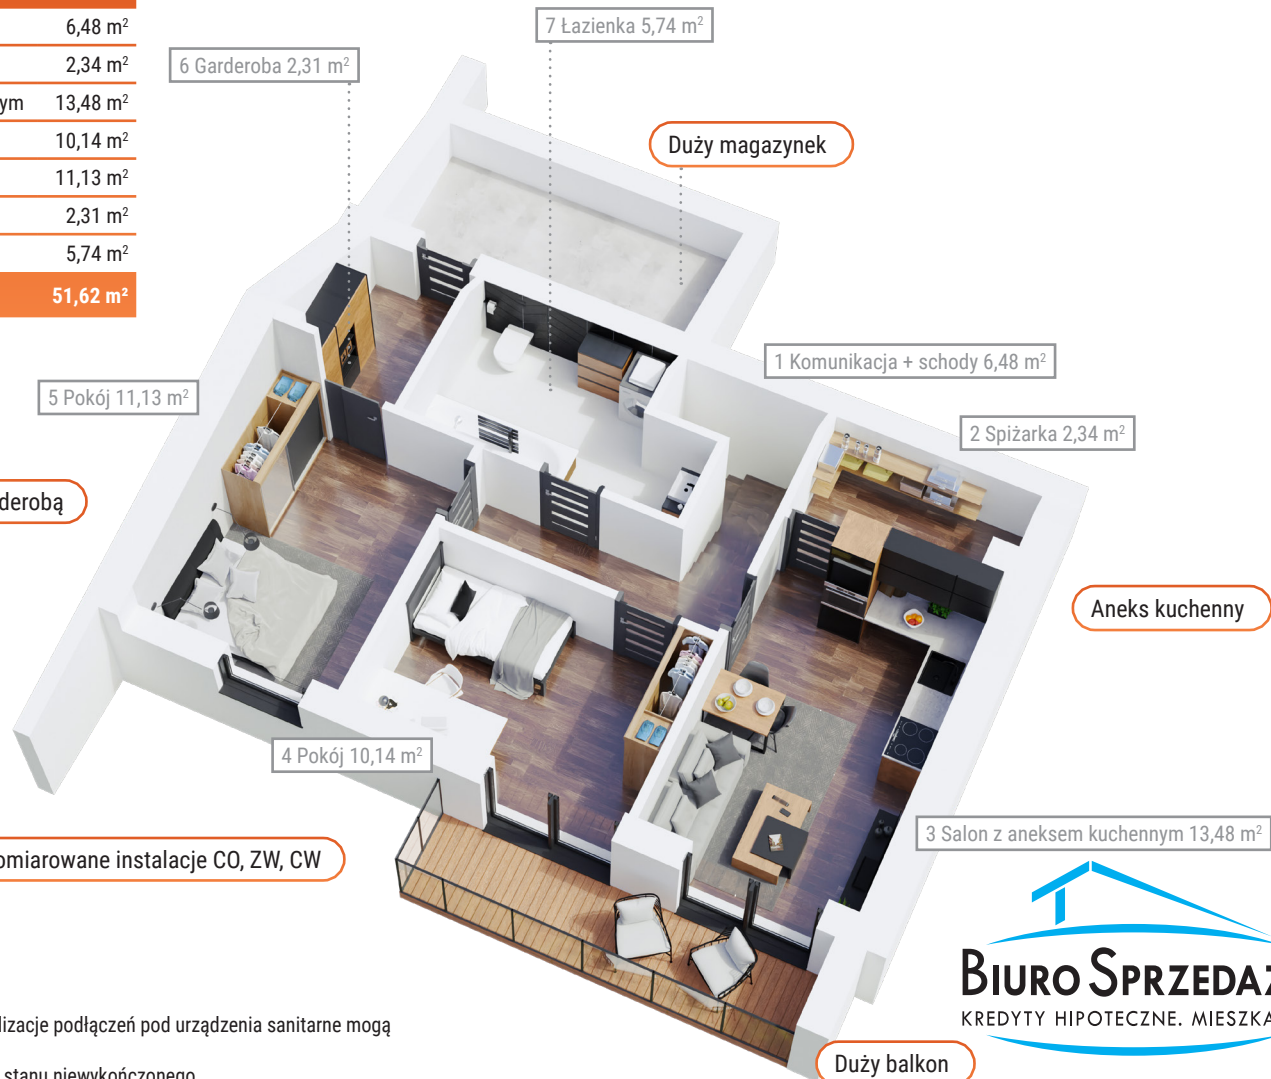 6,48 m²
2,34 m²
ym 13,48 m²
10,14 m²
11,13 m²
2,31 m²
5,74 m²
51,62 m²
7 Łazienka 5,74 m²
6 Garderoba 2,31 m²
Duży magazynek
1 Komunikacja + schody 6,48 m²
5 Pokój 11,13 m²
2 Spiżarka 2,34 m²
derobą
Aneks kuchenny
4 Pokój 10,14 m²
3 Salon z aneksem kuchennym 13,48 m²
omiarowane instalacje CO, ZW, CW
BIURO SPRZEDAŻ
KREDYTY HIPOTECZNE. MIESZKA
lizacje podłączeń pod urządzenia sanitarne mogą
Duży balkon
stanu niewykończonego